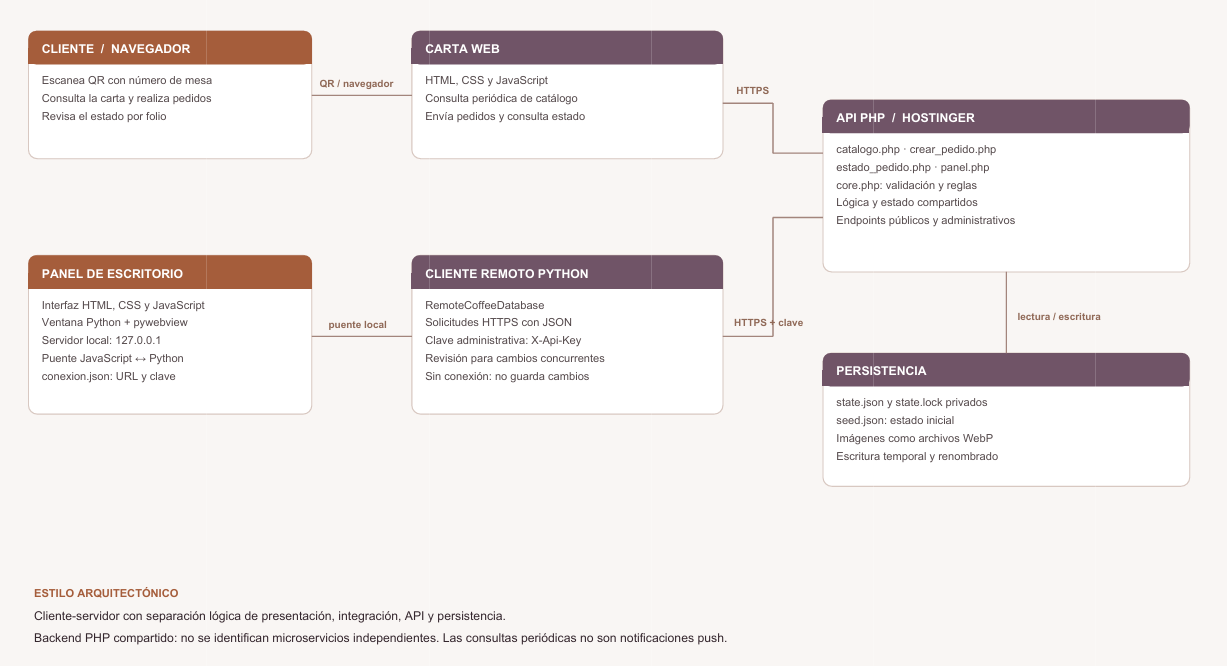 CLIENTE / NAVEGADOR
Escanea QR con número de mesa
Consulta la carta y realiza pedidos
Revisa el estado por folio
QR / navegador
CARTA WEB
HTML, CSS y JavaScript
Consulta periódica de catálogo
Envía pedidos y consulta estado
HTTPS
API PHP / HOSTINGER
catalogo.php · crear_pedido.php
estado_pedido.php · panel.php
core.php: validación y reglas
Lógica y estado compartidos
Endpoints públicos y administrativos
PANEL DE ESCRITORIO
Interfaz HTML, CSS y JavaScript
Ventana Python + pywebview
Servidor local: 127.0.0.1
Puente JavaScript ↔ Python
conexion.json: URL y clave
puente local
CLIENTE REMOTO PYTHON
RemoteCoffeeDatabase
Solicitudes HTTPS con JSON
Clave administrativa: X-Api-Key
Revisión para cambios concurrentes
Sin conexión: no guarda cambios
HTTPS + clave
lectura / escritura
PERSISTENCIA
state.json y state.lock privados
seed.json: estado inicial
Imágenes como archivos WebP
Escritura temporal y renombrado
ESTILO ARQUITECTÓNICO
Cliente-servidor con separación lógica de presentación, integración, API y persistencia.
Backend PHP compartido: no se identifican microservicios independientes. Las consultas periódicas no son notificaciones push.